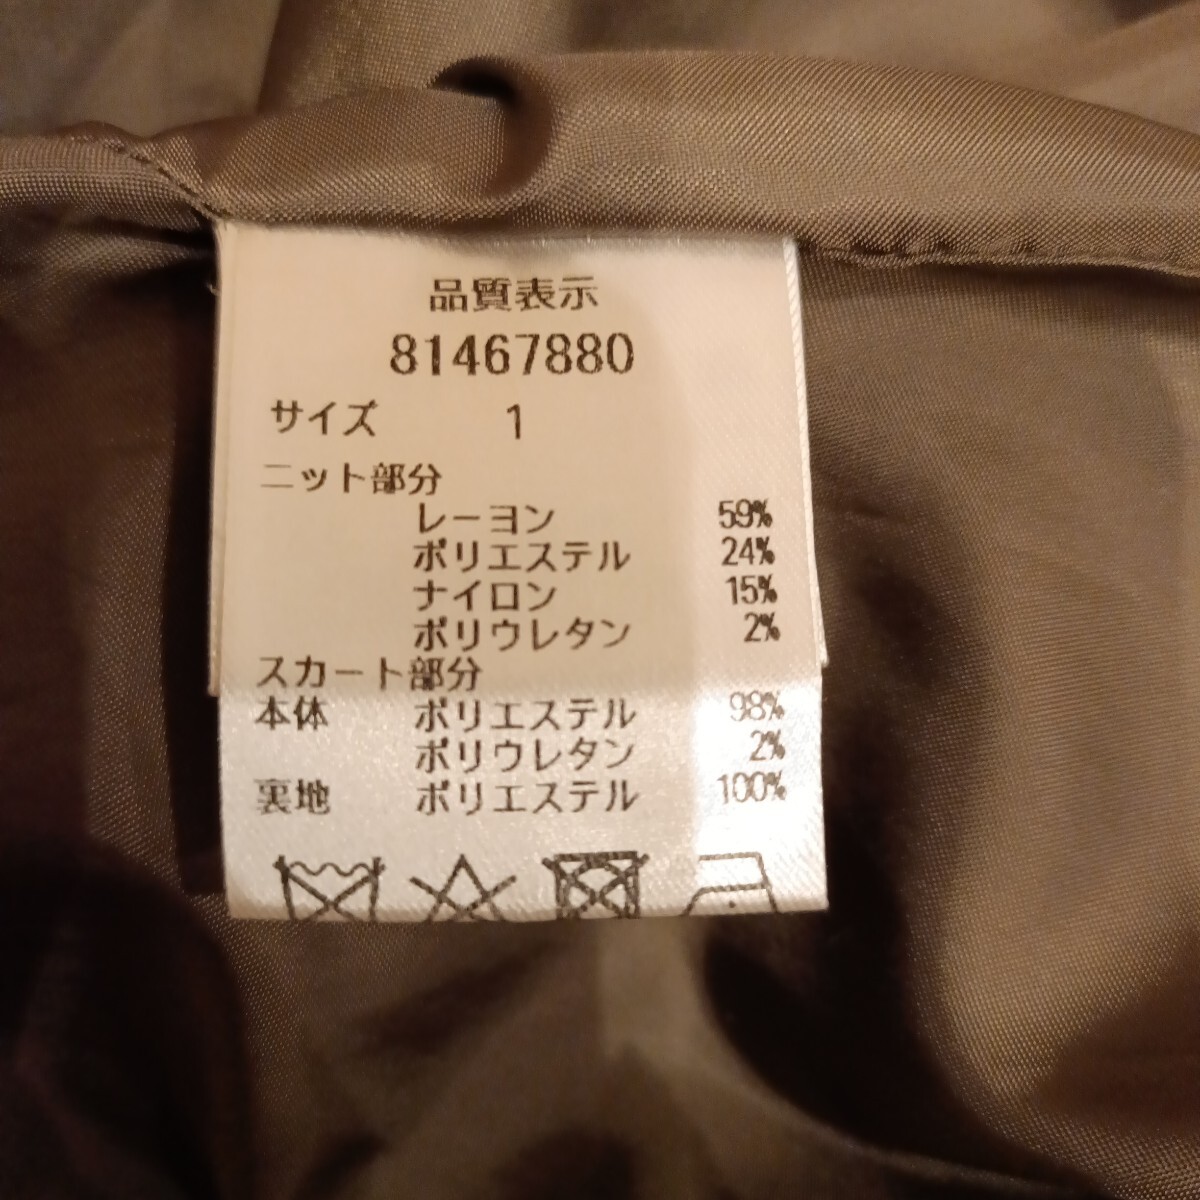 品質表示
81467880
サイズ 1
ニット部分
レーヨン 59%
ポリエステル 24%
ナイロン 15%
ポリウレタン 2%
スカート部分
本体 ポリエステル 98%
ポリウレタン 2%
裏地 ポリエステル 100%